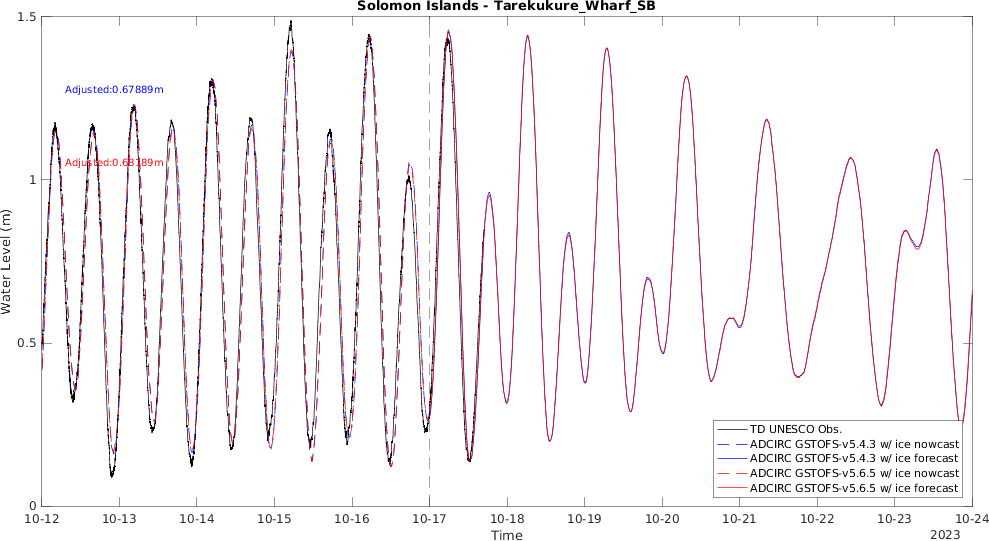 Solomon Islands - Tarekukure_Wharf_SB
1.5
Adjusted:0.67889m
Adjusted:0.68189m
1
Water Level (m)
0.5
0
TD UNESCO Obs.
ADCIRC GSTOFS-v5.4.3 w/ ice nowcast
ADCIRC GSTOFS-v5.4.3 w/ ice forecast
ADCIRC GSTOFS-v5.6.5 w/ ice nowcast
ADCIRC GSTOFS-v5.6.5 w/ ice forecast
10-12 10-13 10-14 10-15 10-16 10-17 10-18 10-19 10-20 10-21 10-22 10-23 10-24
Time
2023